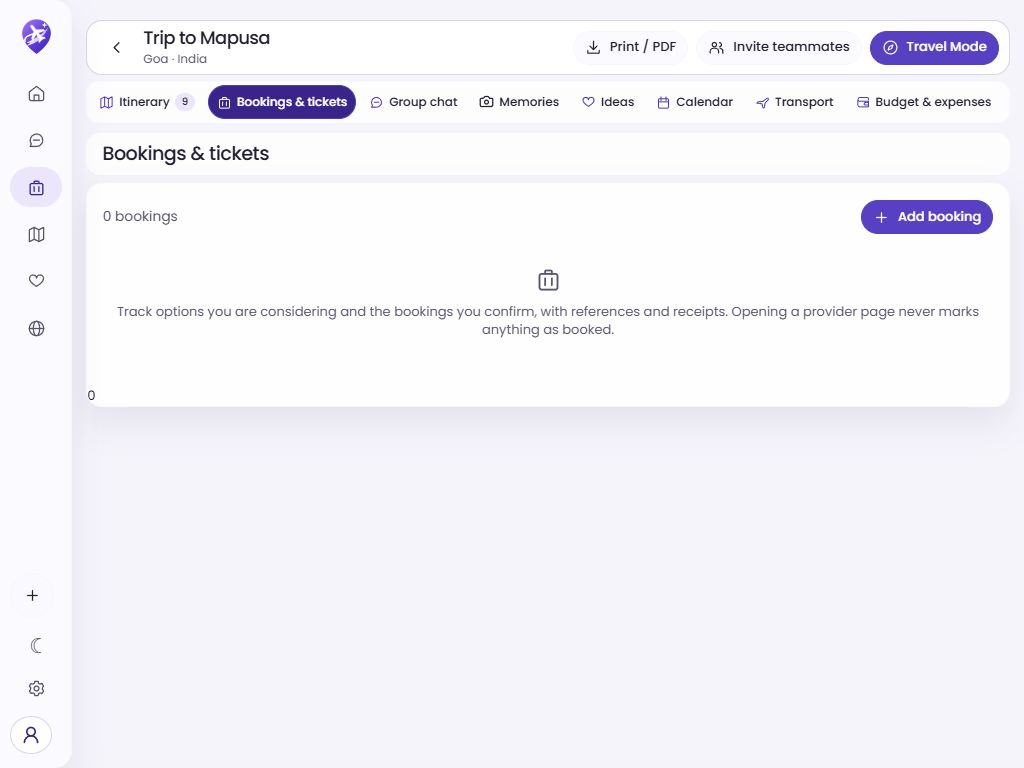 Trip to Mapusa
Goa · India
Print / PDF
Invite teammates
Travel Mode
Itinerary 9
Bookings & tickets
Group chat
Memories
Ideas
Calendar
Transport
Budget & expenses
Bookings & tickets
0 bookings
Add booking
Track options you are considering and the bookings you confirm, with references and receipts. Opening a provider page never marks
anything as booked.
0